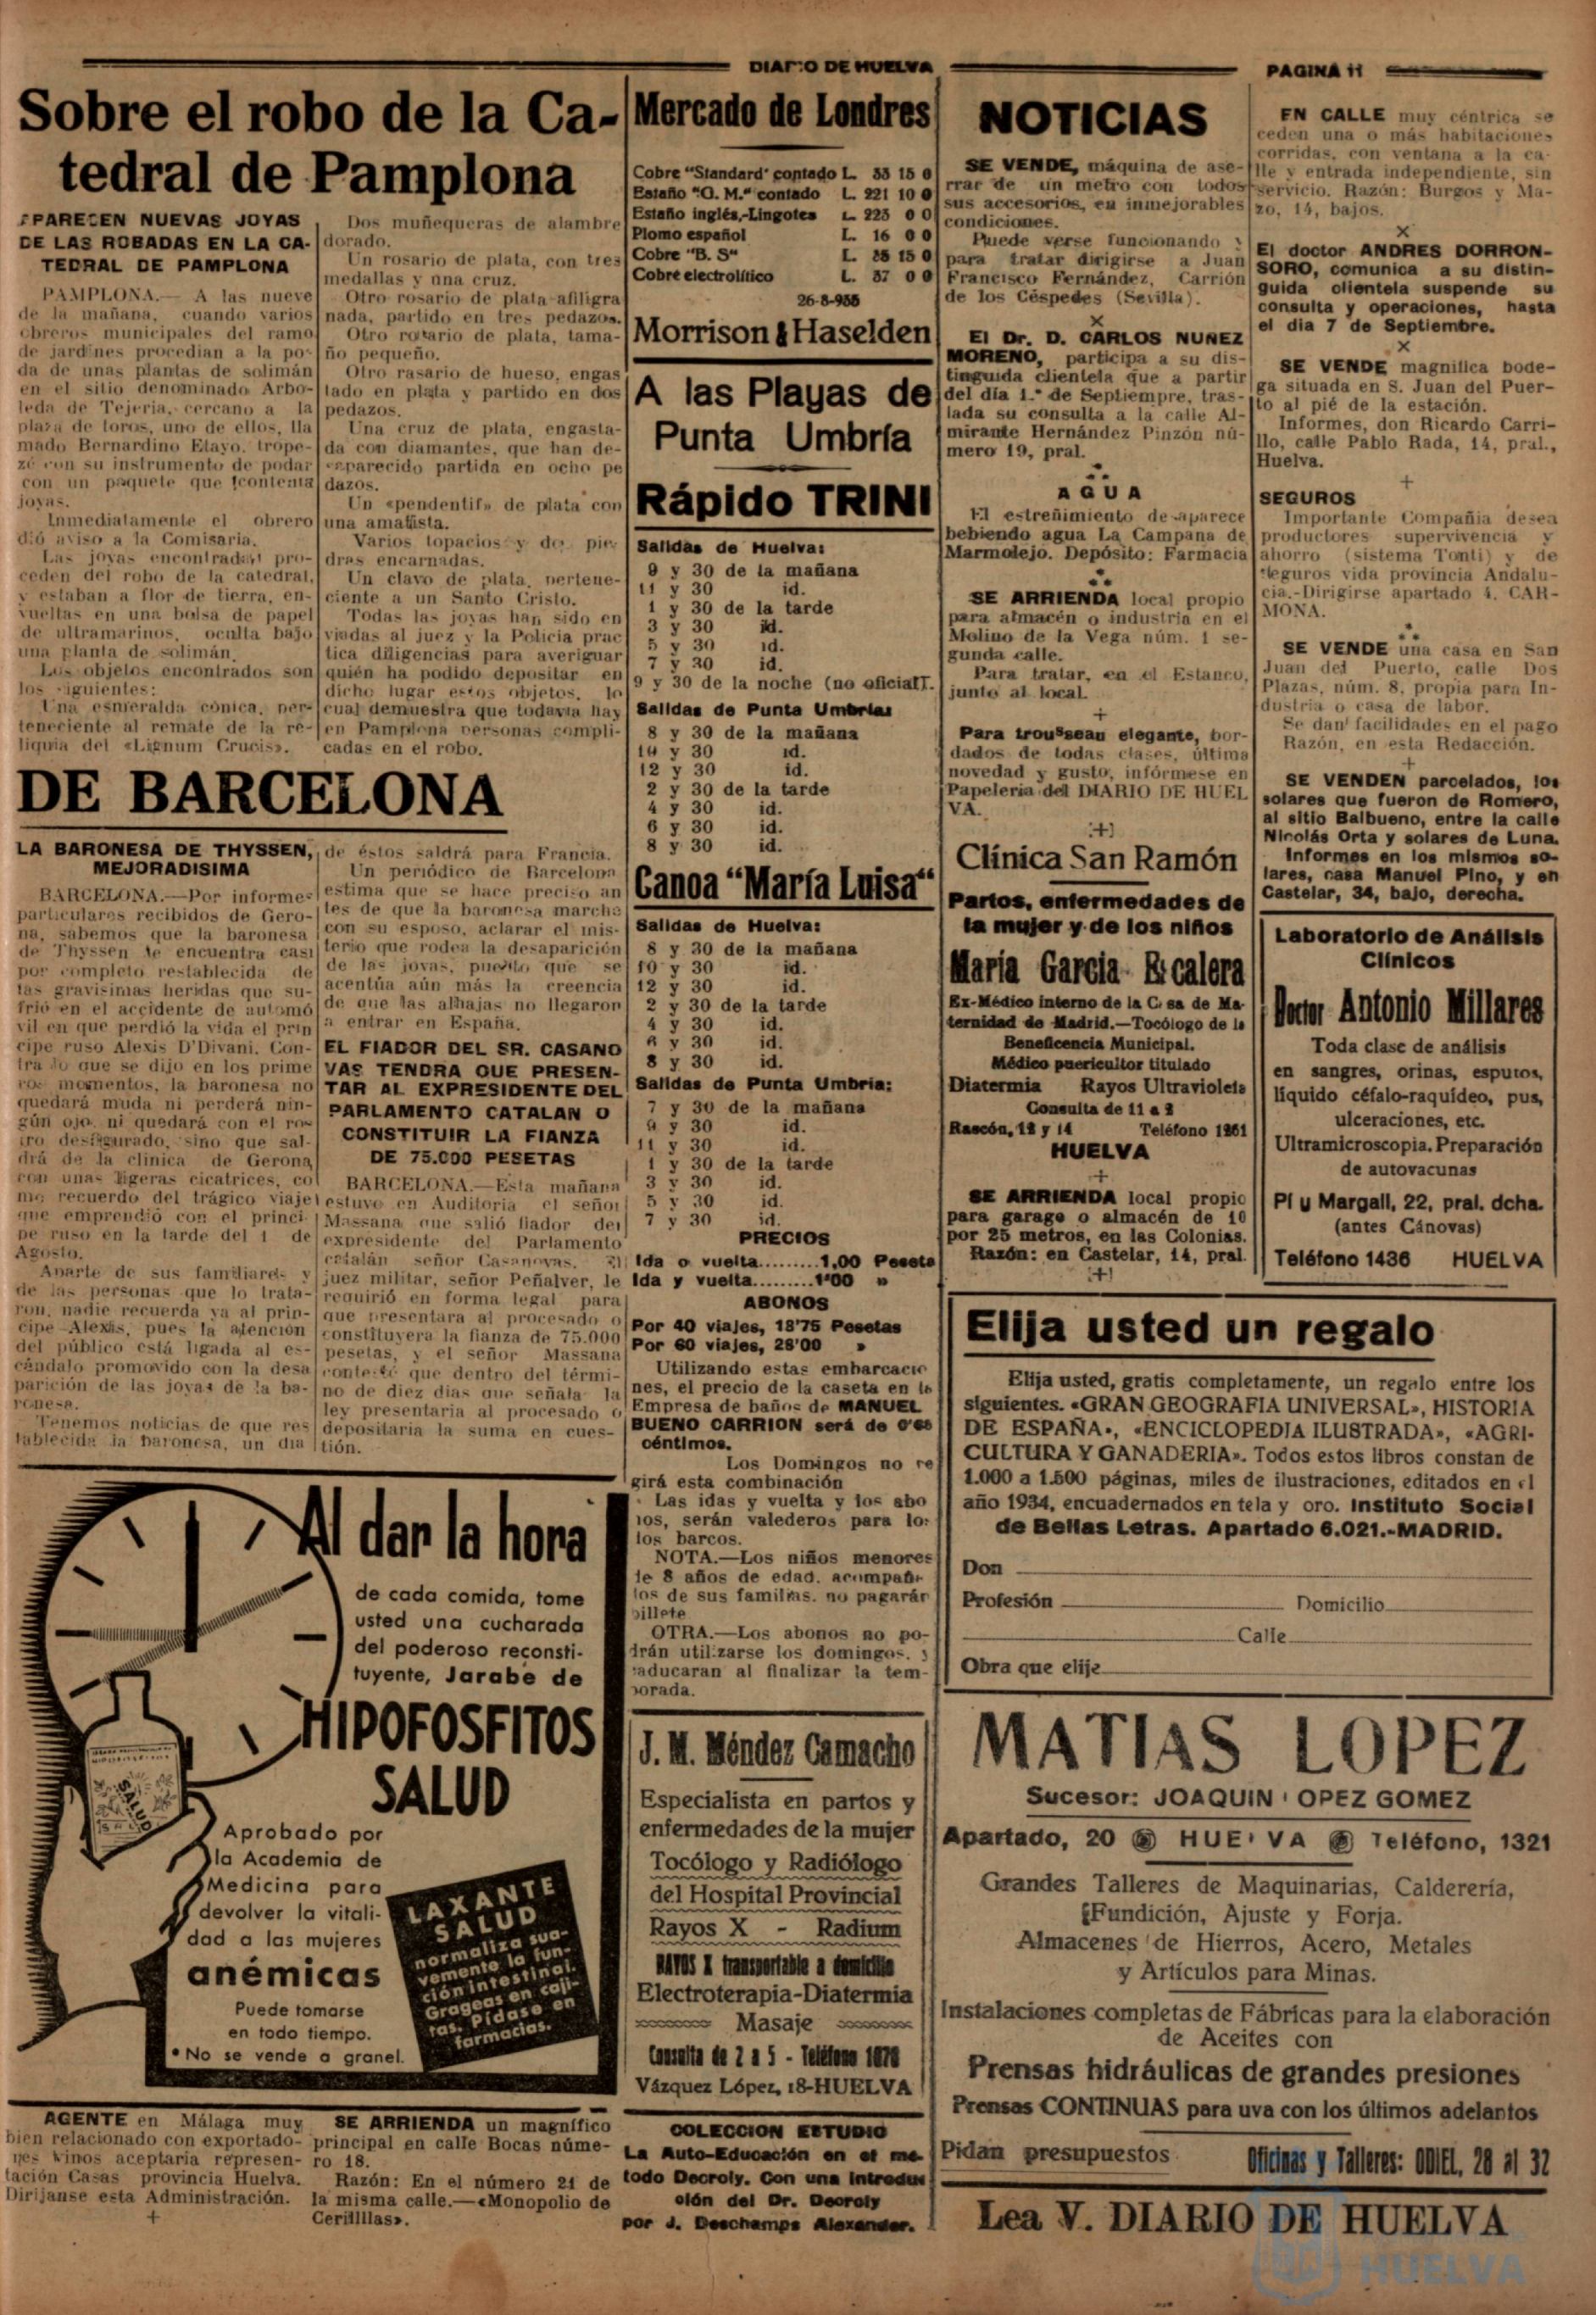 DIARIO DE HUELVA
PAGINA 11
Sobre el robo de la Ca-
tedral de Pamplona
APARECEN NUEVAS JOYAS
DE LAS ROBADAS EN LA CA-
TEDRAL DE PAMPLONA
PAMPLONA.— A las nueve
de la mañana, cuando varios
obreros municipales del ramo
de jardines procedian a la po-
da de unas plantas de solimán
en el sitio denominado Arbo-
leda de Tejeria, cercano a la
plaza de toros, uno de ellos, lla
mado Bernardino Elayo, trope-
zó con su instrumento de podar
con un paquete que contenia
joyas.
Inmediatamente el obrero
dió aviso a la Comisaria.
Las joyas encontradas pro-
ceden del robo de la catedral,
y estaban a flor de tierra, en-
vueltas en una bolsa de papel
de ultramarinos, oculta bajo
una planta de solimán.
Los objetos encontrados son
los siguientes:
Una esmeralda cónica, per-
teneciente al remate de la re-
liquia del «Lignum Crucis».
Dos muñequeras de alambre
dorado.
Un rosario de plata, con tres
medallas y una cruz.
Otro rosario de plata afiligra
nada, partido en tres pedazos.
Otro rosario de plata, tama-
ño pequeño.
Otro rasario de hueso, engas
lado en plata y partido en dos
pedazos.
Una cruz de plata, engasta-
da con diamantes, que han de-
saparecido partida en ocho pe
dazos.
Un «pendentif» de plata con
una amatista.
Varios topacios y dos pie
dras encarnadas.
Un clavo de plata, pertene-
ciente a un Santo Cristo.
Todas las joyas han sido en
viadas al juez y la Policia prac
tica diligencias para averiguar
quién ha podido depositar en
dicho lugar estos objetos, lo
cual demuestra que todavia hay
en Pamplona personas compli-
cadas en el robo.
DE BARCELONA
LA BARONESA DE THYSSEN,
MEJORADISIMA
BARCELONA.—Por informes
particulares recibidos de Gero-
na, sabemos que la baronesa
de Thyssen se encuentra casi
por completo restablecida de
las gravisimas heridas que su-
frió en el accidente de automó
vil en que perdió la vida el prin
cipe ruso Alexis D'Divani. Con-
tra lo que se dijo en los prime
ros momentos, la baronesa no
quedará muda ni perderá nin-
gún ojo, ni quedará con el ros
tro desfigurado, sino que sal-
drá de la clinica de Gerona
con unas ligeras cicatrices, co
mo recuerdo del trágico viaje
que emprendió con el princi
pe ruso en la tarde del 1 de
Agosto.
Aparte de sus familiares y
de las personas que lo trata-
ron, nadie recuerda ya al prin-
cipe Alexis, pues la atención
del público está ligada al es-
cándalo promovido con la desa
parición de las joyas de la ba-
ronesa.
Tenemos noticias de que res
tablecida la baronesa, un dia
de éstos saldrá para Francia.
Un periódico de Barcelona
estima que se hace preciso an
tes de que la baronesa marche
con su esposo, aclarar el mis-
terio que rodea la desaparición
de las joyas, puesto que se
acentúa aún más la creencia
de que las alhajas no llegaron
a entrar en España.
EL FIADOR DEL SR. CASANO
VAS TENDRA QUE PRESEN-
TAR AL EXPRESIDENTE DEL
PARLAMENTO CATALAN O
CONSTITUIR LA FIANZA
DE 75.000 PESETAS
BARCELONA.—Esta mañana
estuvo en Auditoria el señor
Massana que salió fiador del
expresidente del Parlamento
catalán señor Casanovas. El
juez militar, señor Peñalver, le
requirió en forma legal para
que presentara al procesado o
constituyera la fianza de 75.000
pesetas, y el señor Massana
contestó que dentro del térmi-
no de diez dias que señala la
ley presentaria al procesado o
depositaria la suma en cues-
tión.
Al dar la hora
de cada comida, tome
usted una cucharada
del poderoso reconsti-
tuyente, Jarabe de
HIPOFOSFITOS
SALUD
SALUD
Aprobado por
la Academia de
Medicina para
devolver la vitali-
dad a las mujeres
anémicas
Puede tomarse
en todo tiempo.
• No se vende a granel.
LAXANTE
SALUD
normaliza sua-
vemente la fun-
ción intestinal.
Grageas en caji-
tas. Pídase en
farmacias.
AGENTE en Málaga muy
bien relacionado con exportado-
res vinos aceptaria represen-
tación Casas provincia Huelva.
Dirijanse esta Administración.
+
SE ARRIENDA un magnífico
principal en calle Bocas núme-
ro 18.
Razón: En el número 21 de
la misma calle.—«Monopolio de
Cerilllas».
Mercado de Londres
Cobre "Standard" contado L. 33 15 0
Estaño "G. M." contado L. 221 10 0
Estaño inglés,-Lingotes L. 223 0 0
Plomo español L. 16 0 0
Cobre "B. S" L. 15 0
Cobre electrolítico L. 37 0 0
26-8-935
Morrison & Haselden
A las Playas de
Punta Umbría
Rápido TRINI
Salidas de Huelva:
9 y 30 de la mañana
11 y 30 id.
1 y 30 de la tarde
3 y 30 id.
5 y 30 id.
7 y 30 id.
9 y 30 de la noche (no oficialT.
Salidas de Punta Umbría:
8 y 30 de la mañana
10 y 30 id.
12 y 30 id.
2 y 30 de la tarde
4 y 30 id.
6 y 30 id.
8 y 30 id.
Canoa "María Luisa"
Salidas de Huelva:
8 y 30 de la mañana
10 y 30 id.
12 y 30 id.
2 y 30 de la tarde
4 y 30 id.
6 y 30 id.
8 y 30 id.
Salidas de Punta Umbria:
7 y 30 de la mañana
9 y 30 id.
11 y 30 id.
1 y 30 de la tarde
3 y 30 id.
5 y 30 id.
7 y 30 id.
PRECIOS
Ida o vuelta.........1,00 Peseta
Ida y vuelta.........1'00 »
ABONOS
Por 40 viajes, 18'75 Pesetas
Por 60 viajes, 28'00 »
Utilizando estas embarcacio
nes, el precio de la caseta en la
Empresa de baños de MANUEL
BUENO CARRION será de
céntimos.
Los Domingos no re
girá esta combinación
Las idas y vuelta y los abo
nos, serán valederos para los
los barcos.
NOTA.—Los niños menores
de 8 años de edad, acompaña-
dos de sus familias, no pagarán
billete
OTRA.—Los abonos no po-
drán utilizarse los domingos, y
caducaran al finalizar la tem-
porada.
J. M. Méndez Camacho
Especialista en partos y
enfermedades de la mujer
Tocólogo y Radiólogo
del Hospital Provincial
Rayos X - Radium
RAYOS X transportable a domicilio
Electroterapia-Diatermia
Masaje
Consulta de 2 a 5 - Teléfono 1878
Vázquez López, 18-HUELVA
COLECCION ESTUDIO
La Auto-Educación en el me-
todo Decroly. Con una introduc
ción del Dr. Decroly
por J. Deschamps Alexander.
NOTICIAS
SE VENDE, máquina de ase-
rrar de un metro con todos
sus accesorios, en inmejorables
condiciones.
Puede verse funcionando y
para tratar dirigirse a Juan
Francisco Fernández, Carrión
de los Céspedes (Sevilla).
×
El Dr. D. CARLOS NUÑEZ
MORENO, participa a su dis-
tinguida clientela que a partir
del día 1.º de Septiempre, tras-
lada su consulta a la calle Al-
mirante Hernández Pinzón nú-
mero 19, pral.
AGUA
El estreñimiento desaparece
bebiendo agua La Campana de
Marmolejo. Depósito: Farmacia
SE ARRIENDA local propio
para almacén o industria en el
Molino de la Vega núm. 1 se-
gunda calle.
Para tratar, en el Estanco,
junto al local
+
Para trousseau elegante, bor-
dados de todas clases, última
novedad y gusto, infórmese en
Papeleria del DIARIO DE HUEL
VA.
+
Clínica San Ramón
Partos, enfermedades de
la mujer y de los niños
María Garcia Escalera
Ex-Médico interno de la Casa de Ma-
ternidad de Madrid.—Tocólogo de la
Beneficencia Municipal.
Médico puericultor titulado
Diatermia Rayos Ultravioleta
Consulta de 11 a 2
Rascón, 12 y 14 Teléfono 1261
HUELVA
+
SE ARRIENDA local propio
para garage o almacén de 10
por 25 metros, en las Colonias.
Razón: en Castelar, 14, pral.
+
EN CALLE muy céntrica se
ceden una o más habitaciones
corridas, con ventana a la ca-
lle y entrada independiente, sin
servicio. Razón: Burgos y Ma-
zo, 14, bajos.
×
El doctor ANDRES DORRON-
SORO, comunica a su distin-
guida clientela suspende su
consulta y operaciones, hasta
el dia 7 de Septiembre.
×
SE VENDE magnifica bode-
ga situada en S. Juan del Puer-
to al pié de la estación.
Informes, don Ricardo Carri-
llo, calle Pablo Rada, 14, pral.,
Huelva.
+
SEGUROS
Importante Compañia desea
productores supervivencia y
ahorro (sistema Tonti) y de
seguros vida provincia Andalu-
cia.-Dirigirse apartado 4. CAR-
MONA.
SE VENDE una casa en San
Juan del Puerto, calle Dos
Plazas, núm. 8, propia para In-
dustria o casa de labor.
Se dan facilidades en el pago
Razón, en esta Redacción.
+
SE VENDEN parcelados, los
solares que fueron de Romero,
al sitio Balbueno, entre la calle
Nicolás Orta y solares de Luna.
Informes en los mismos so-
lares, casa Manuel Pino, y en
Castelar, 34, bajo, derecha.
Laboratorio de Análisis
Clínicos
Doctor Antonio Millares
Toda clase de análisis
en sangres, orinas, esputos,
líquido céfalo-raquídeo, pus,
ulceraciones, etc.
Ultramicroscopia. Preparación
de autovacunas
Pí y Margall, 22, pral. dcha.
(antes Cánovas)
Teléfono 1436 HUELVA
Elija usted un regalo
Elija usted, gratis completamente, un regalo entre los
siguientes. «GRAN GEOGRAFIA UNIVERSAL», HISTORIA
DE ESPAÑA», «ENCICLOPEDIA ILUSTRADA», «AGRI-
CULTURA Y GANADERIA». Todos estos libros constan de
1.000 a 1.500 páginas, miles de ilustraciones, editados en el
año 1934, encuadernados en tela y oro. Instituto Social
de Bellas Letras. Apartado 6.021.-MADRID.
Don
Profesión Domicilio
Calle
Obra que elije
MATIAS LOPEZ
Sucesor: JOAQUIN LOPEZ GOMEZ
Apartado, 20 HUELVA Teléfono, 1321
Grandes Talleres de Maquinarias, Calderería,
Fundición, Ajuste y Forja.
Almacenes de Hierros, Acero, Metales
y Artículos para Minas.
Instalaciones completas de Fábricas para la elaboración
de Aceites con
Prensas hidráulicas de grandes presiones
Prensas CONTINUAS para uva con los últimos adelantos
Pidan presupuestos Oficinas y Talleres: ODIEL, 28 al 32
Lea V. DIARIO DE HUELVA
HUELVA